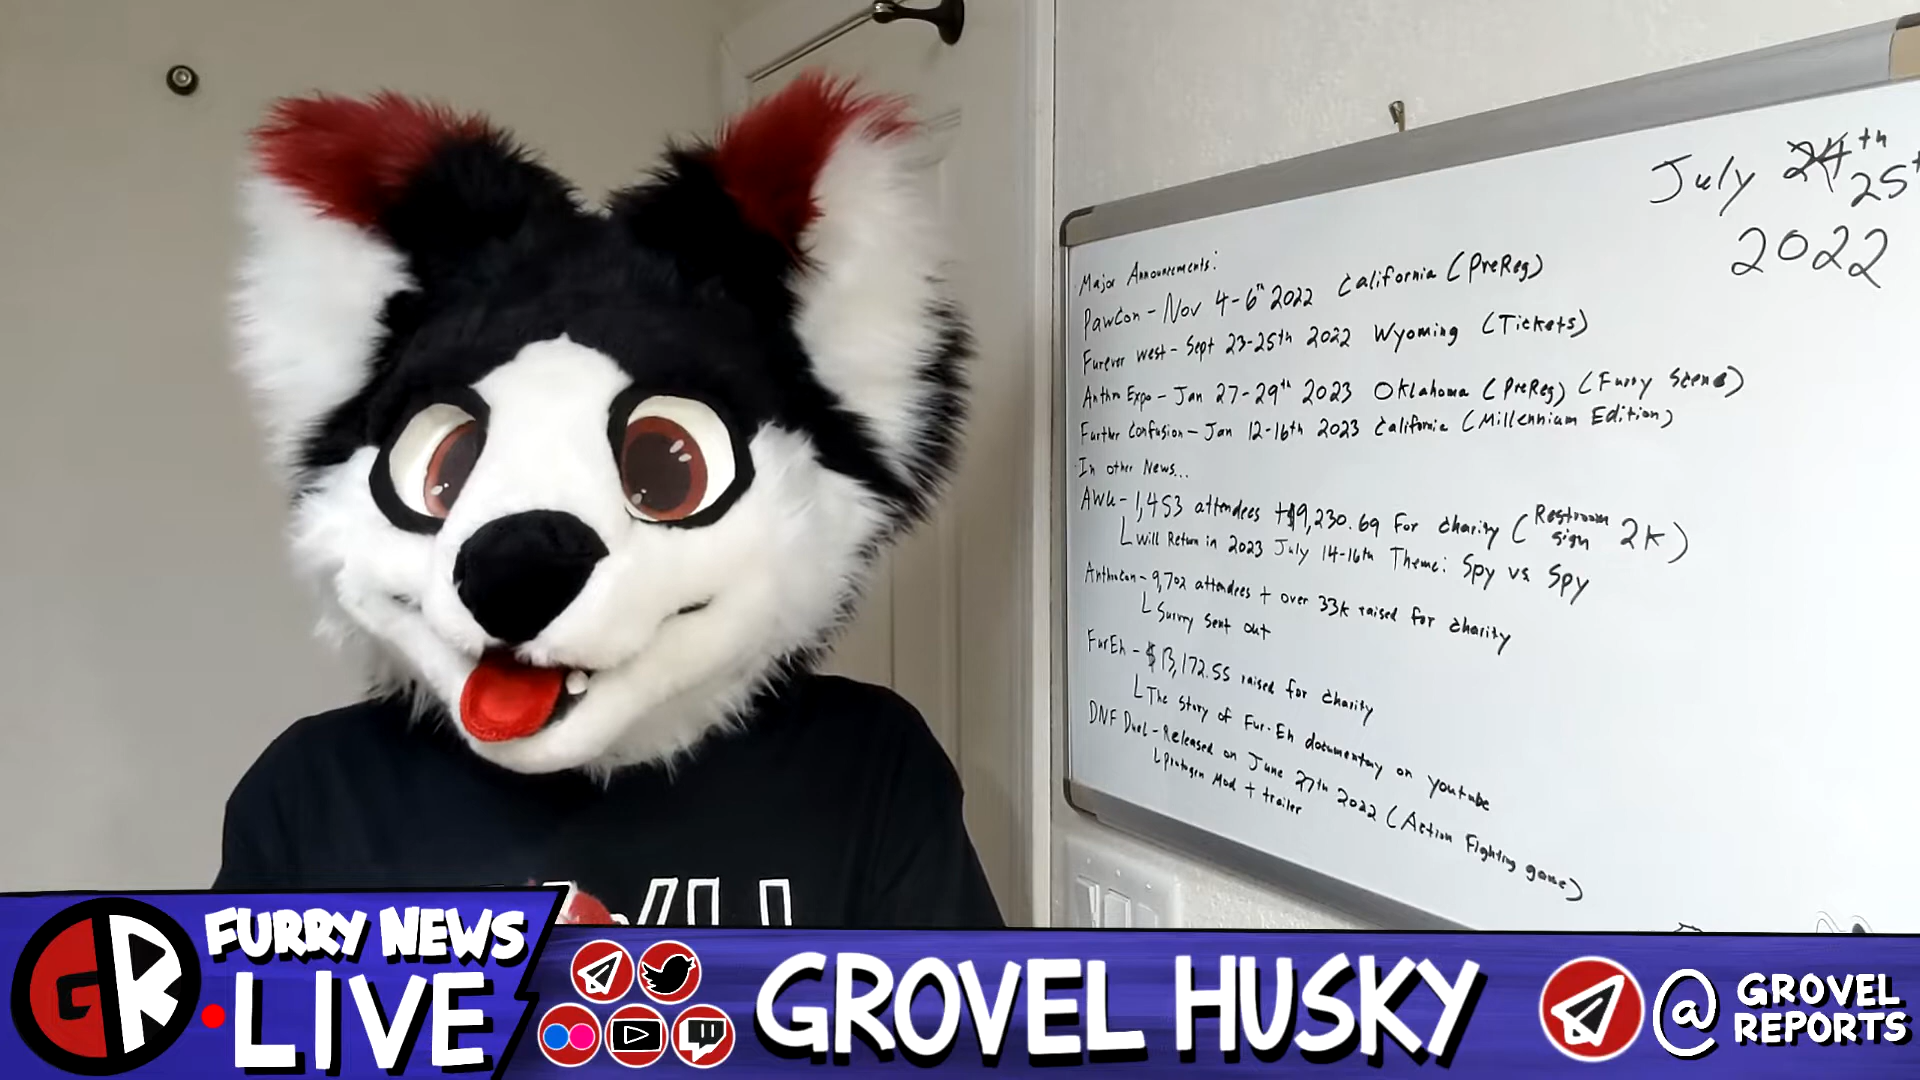 July 24th 25t
2022
Major Announcements:
PawCon - Nov 4-6th 2022 California (PreReg)
Furever West - Sept 23-25th 2022 Wyoming (Tickets)
Anthro Expo - Jan 27-29th 2023 Oklahoma (PreReg) (Furry Scene)
Further Confusion - Jan 12-16th 2023 California (Millennium Edition)
In other News...
AWU - 1,453 attendees + $9,230.69 For charity (Restroom sign 2K)
Will Return in 2023 July 14-16th Theme: Spy vs Spy
Anthrocon - 9,702 attendees + over 33K raised for charity
Survry Sent out
FurEh - $13,172.55 raised for charity
The Story of Fur-Eh documentary on youtube
DNF Duel - Released on June 27th 2022 (Action Fighting game)
Protogen Mod + trailer
GR
FURRY NEWS
LIVE
GROVEL HUSKY
@ GROVEL
REPORTS